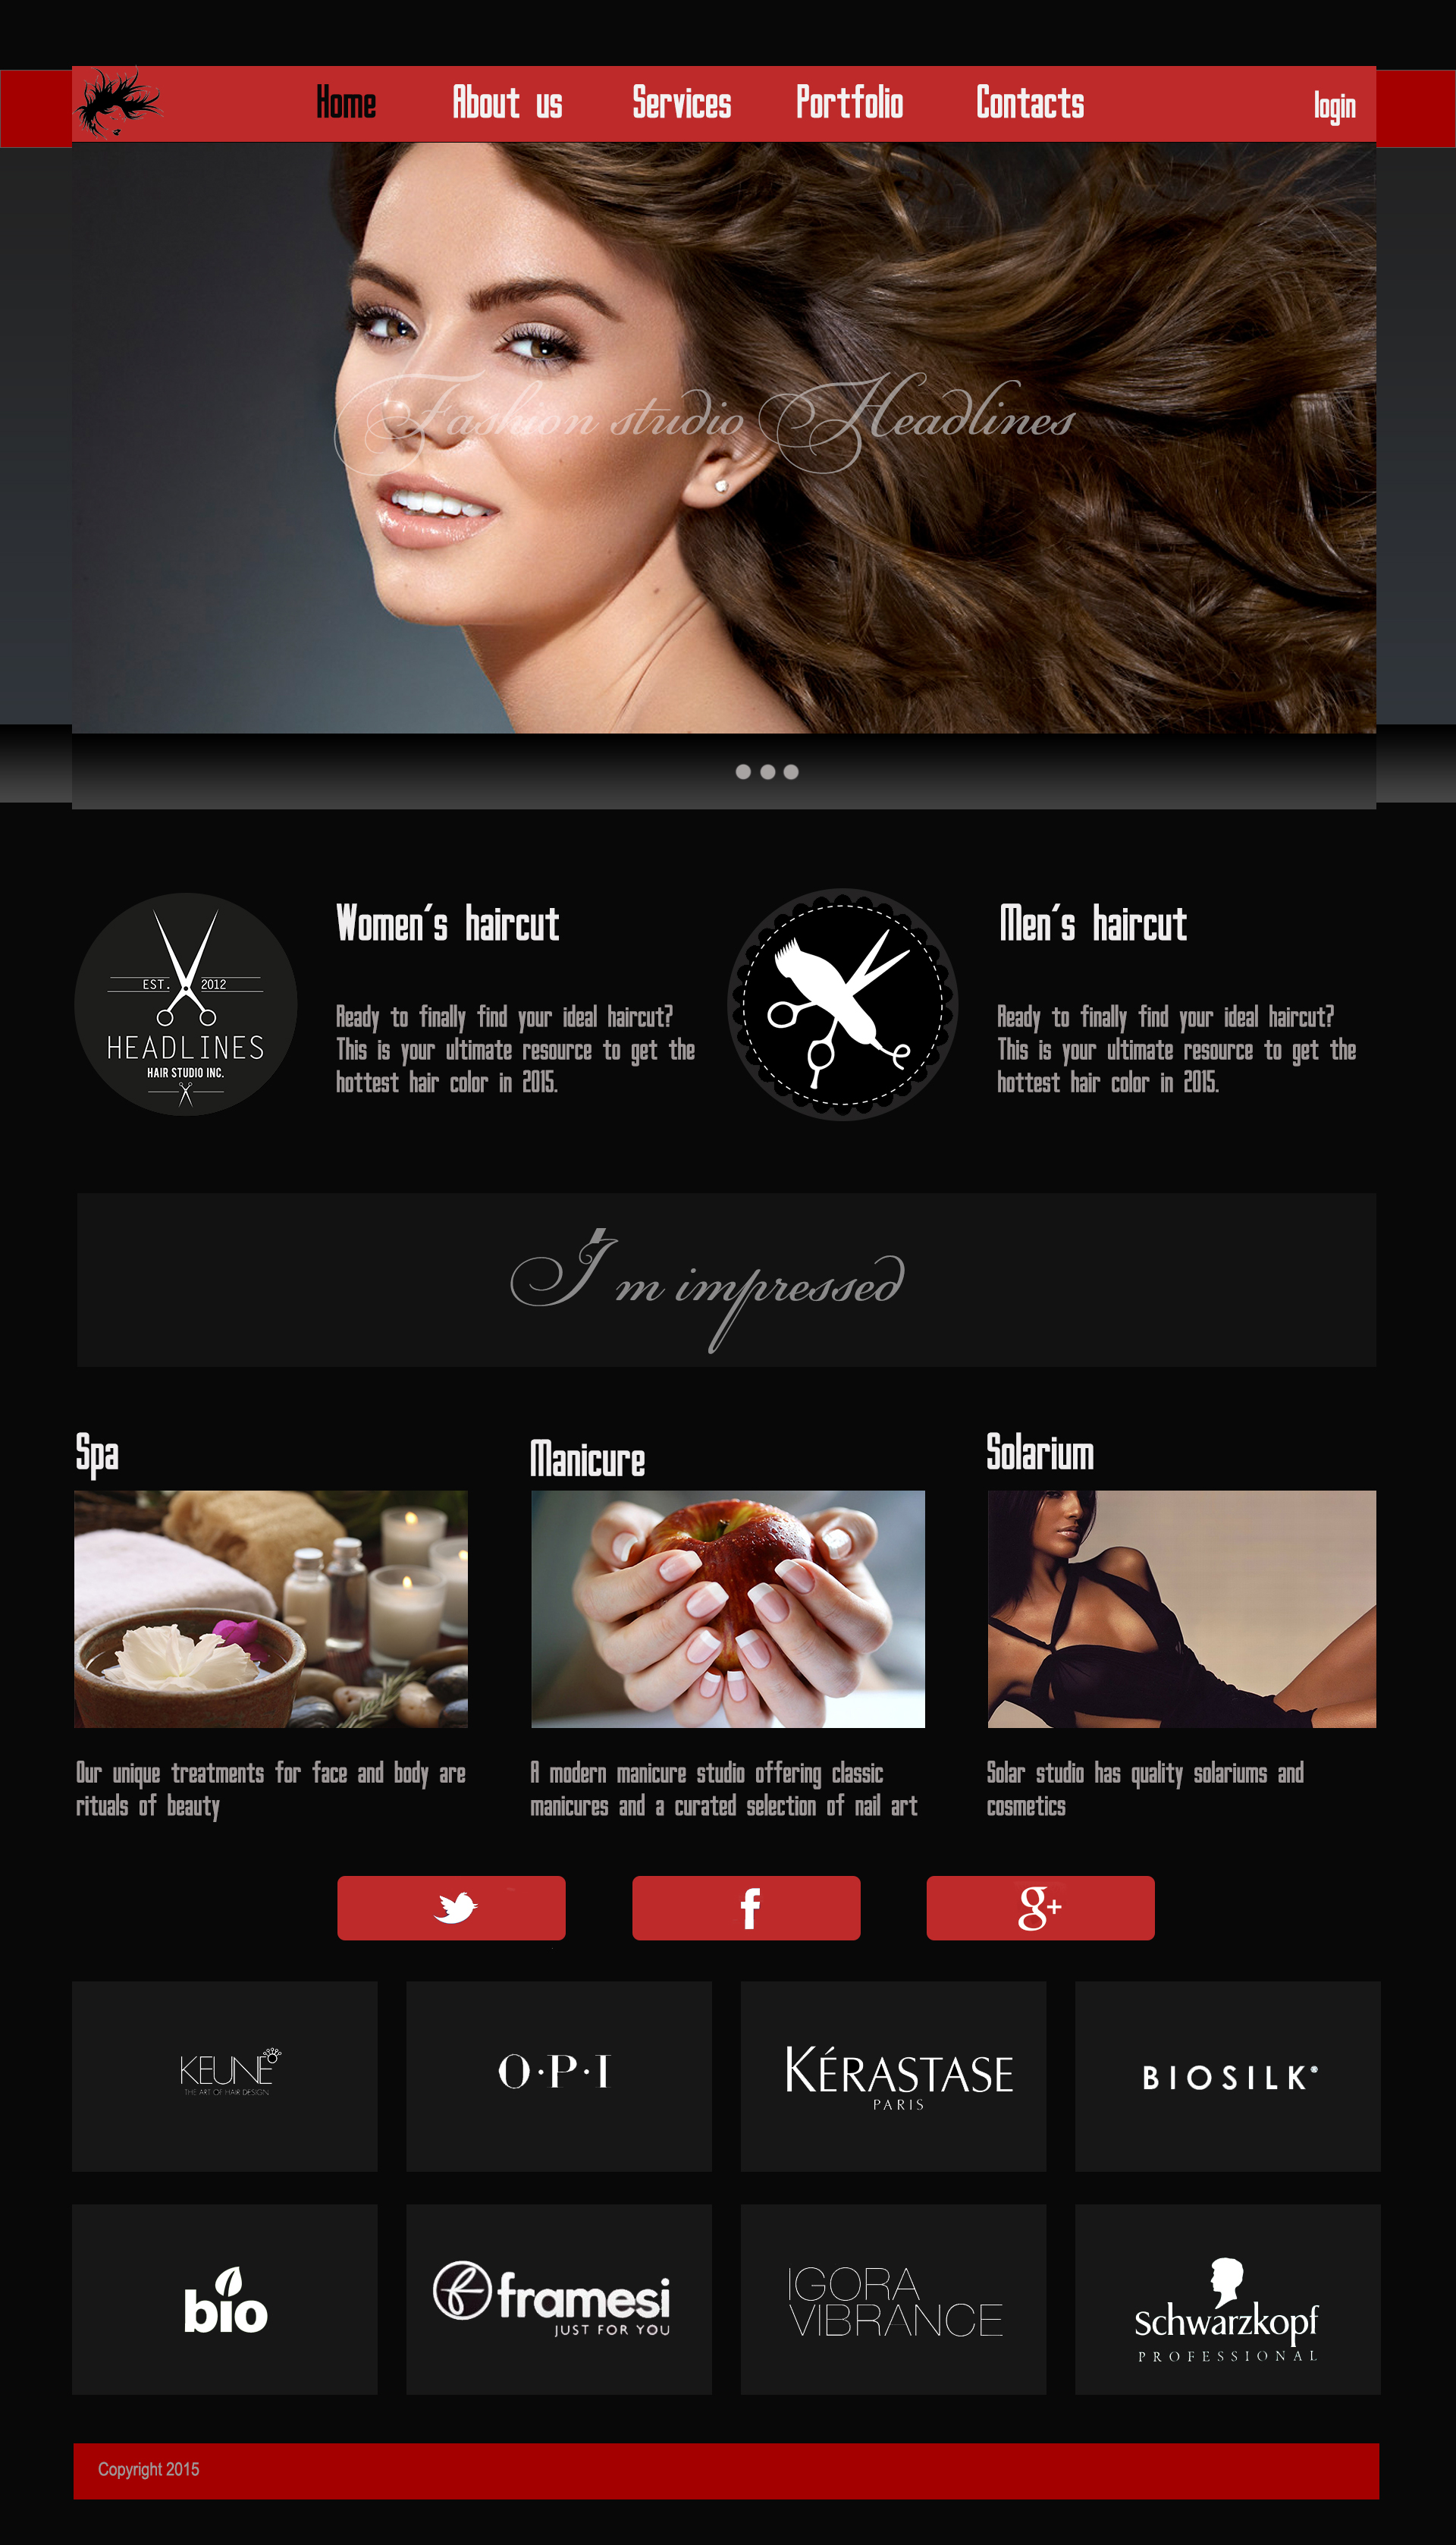 Home About us Services Portfolio Contacts login
Fashion studio Headlines
EST. 2012
HEADLINES
HAIR STUDIO INC.
Women's haircut
Ready to finally find your ideal haircut?
This is your ultimate resource to get the
hottest hair color in 2015.
Men's haircut
Ready to finally find your ideal haircut?
This is your ultimate resource to get the
hottest hair color in 2015.
I'm impressed
Spa
Our unique treatments for face and body are
rituals of beauty
Manicure
A modern manicure studio offering classic
manicures and a curated selection of nail art
Solarium
Solar studio has quality solariums and
cosmetics
f
g+
KEUNE
THE ART OF HAIR DESIGN
O·P·I
KÉRASTASE
PARIS
BIOSILK®
bio
framesi
JUST FOR YOU
IGORA
VIBRANCE
Schwarzkopf
PROFESSIONAL
Copyright 2015